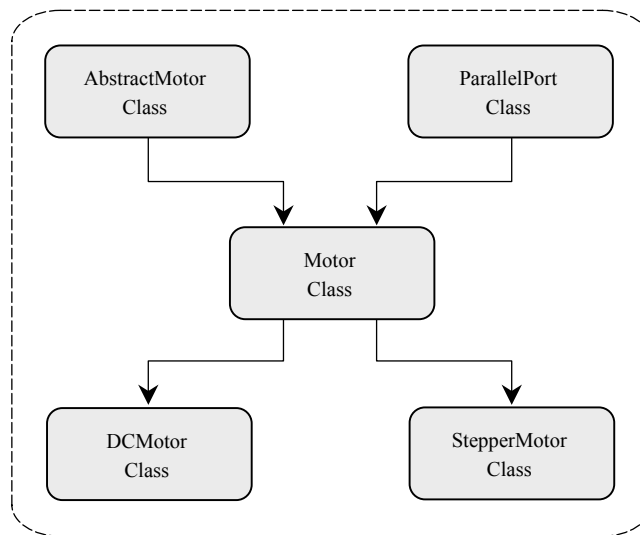 AbstractMotor
Class
ParallelPort
Class
Motor
Class
DCMotor
Class
StepperMotor
Class